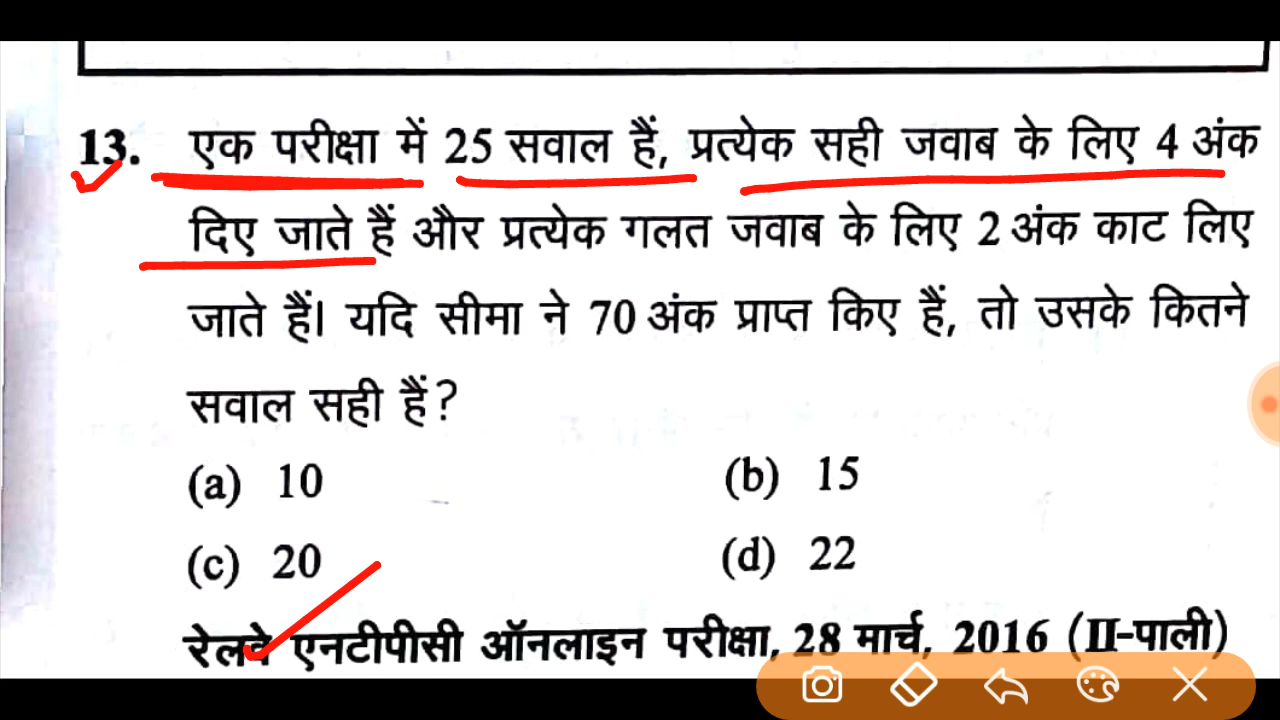 13. एक परीक्षा में 25 सवाल हैं, प्रत्येक सही जवाब के लिए 4 अंक
दिए जाते हैं और प्रत्येक गलत जवाब के लिए 2 अंक काट लिए
जाते हैं। यदि सीमा ने 70 अंक प्राप्त किए हैं, तो उसके कितने
सवाल सही हैं?
(a) 10 (b) 15
(c) 20 (d) 22
रेलवे एनटीपीसी ऑनलाइन परीक्षा, 28 मार्च, 2016 (II-पाली)